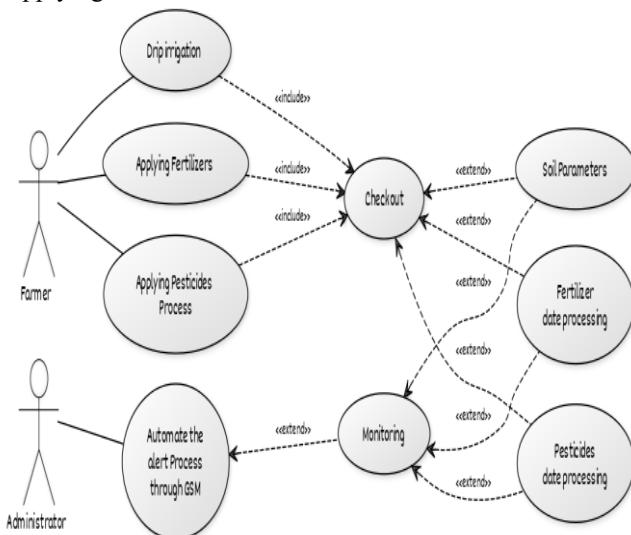 Drip irrigation
«include»
Applying Fertilizers
«include»
Checkout
«extend»
Soil Parameters
«extend»
«include»
Farmer
Applying Pesticides
Process
«extend»
Fertilizer
date processing
«extend»
Automate the
alert Process
through GSM
«extend»
Monitoring
«extend»
Pesticides
date processing
Administrator
«extend»